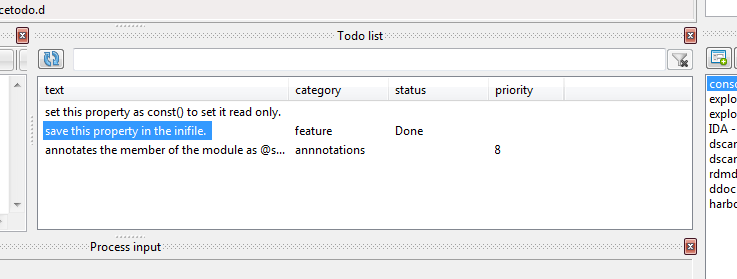 cetodo.d
Todo list
text category status priority
set this property as const() to set it read only.
save this property in the inifile. feature Done
annotates the member of the module as @s... annnotations 8
Process input
conso
explo
explo
IDA -
dscan
dscan
rdmd
ddoc
harbo